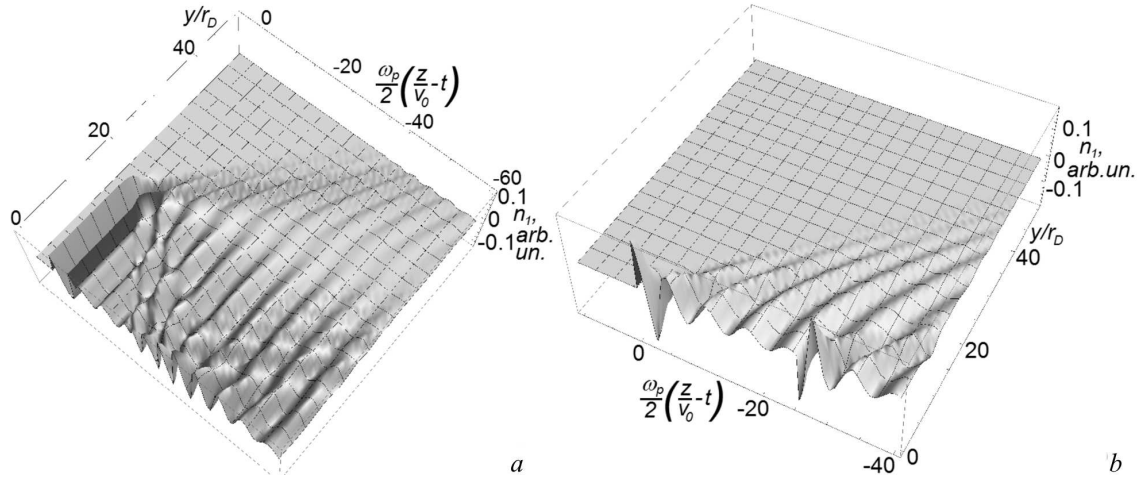 y/r_D
0
40
-20
ω_p/2(z/v_0-t)
20
-40
0
-60
0.1
0
-0.1
n_1,
arb.
un.
a
0.1
0
-0.1
n_1,
arb.un.
y/r_D
40
20
0
0
-20
-40
ω_p/2(z/v_0-t)
b